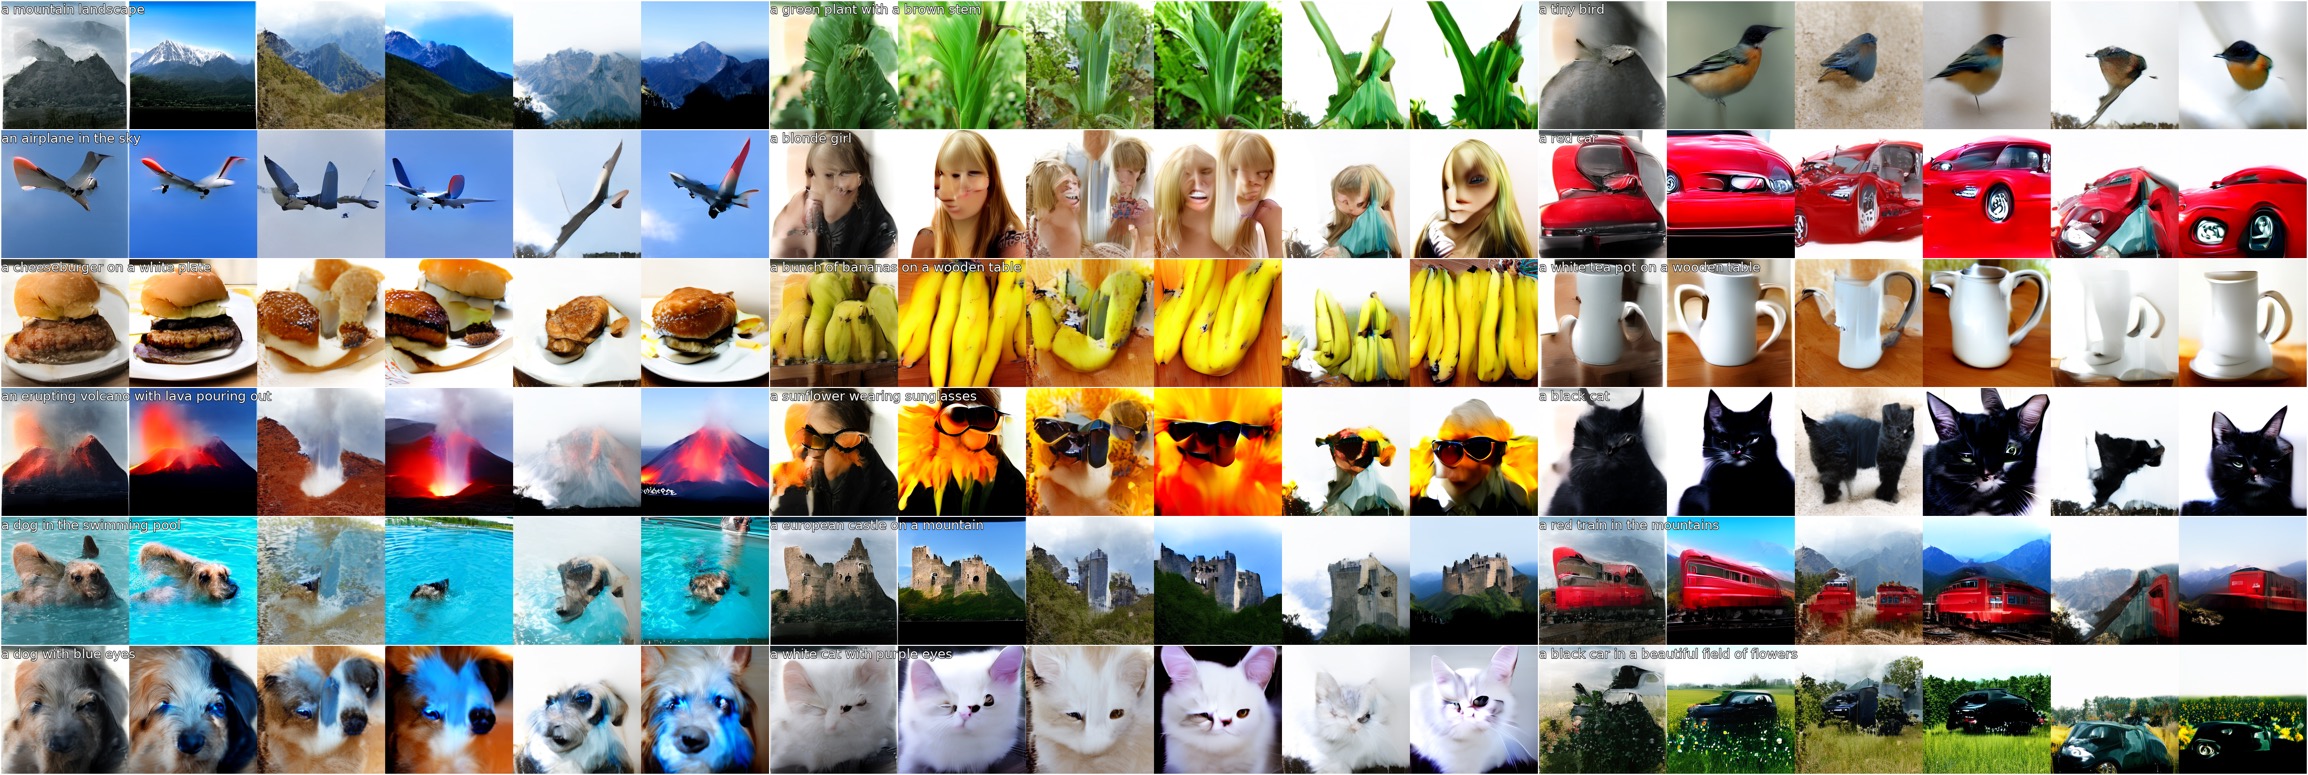 a mountain landscape
a green plant with a brown stem
a tiny bird
an airplane in the sky
a blonde girl
a red car
a cheeseburger on a white plate
a bunch of bananas on a wooden table
a white tea pot on a wooden table
an erupting volcano with lava pouring out
a sunflower wearing sunglasses
a black cat
a dog in the swimming pool
a european castle on a mountain
a red train in the mountains
a dog with blue eyes
a white cat with purple eyes
a black car in a beautiful field of flowers